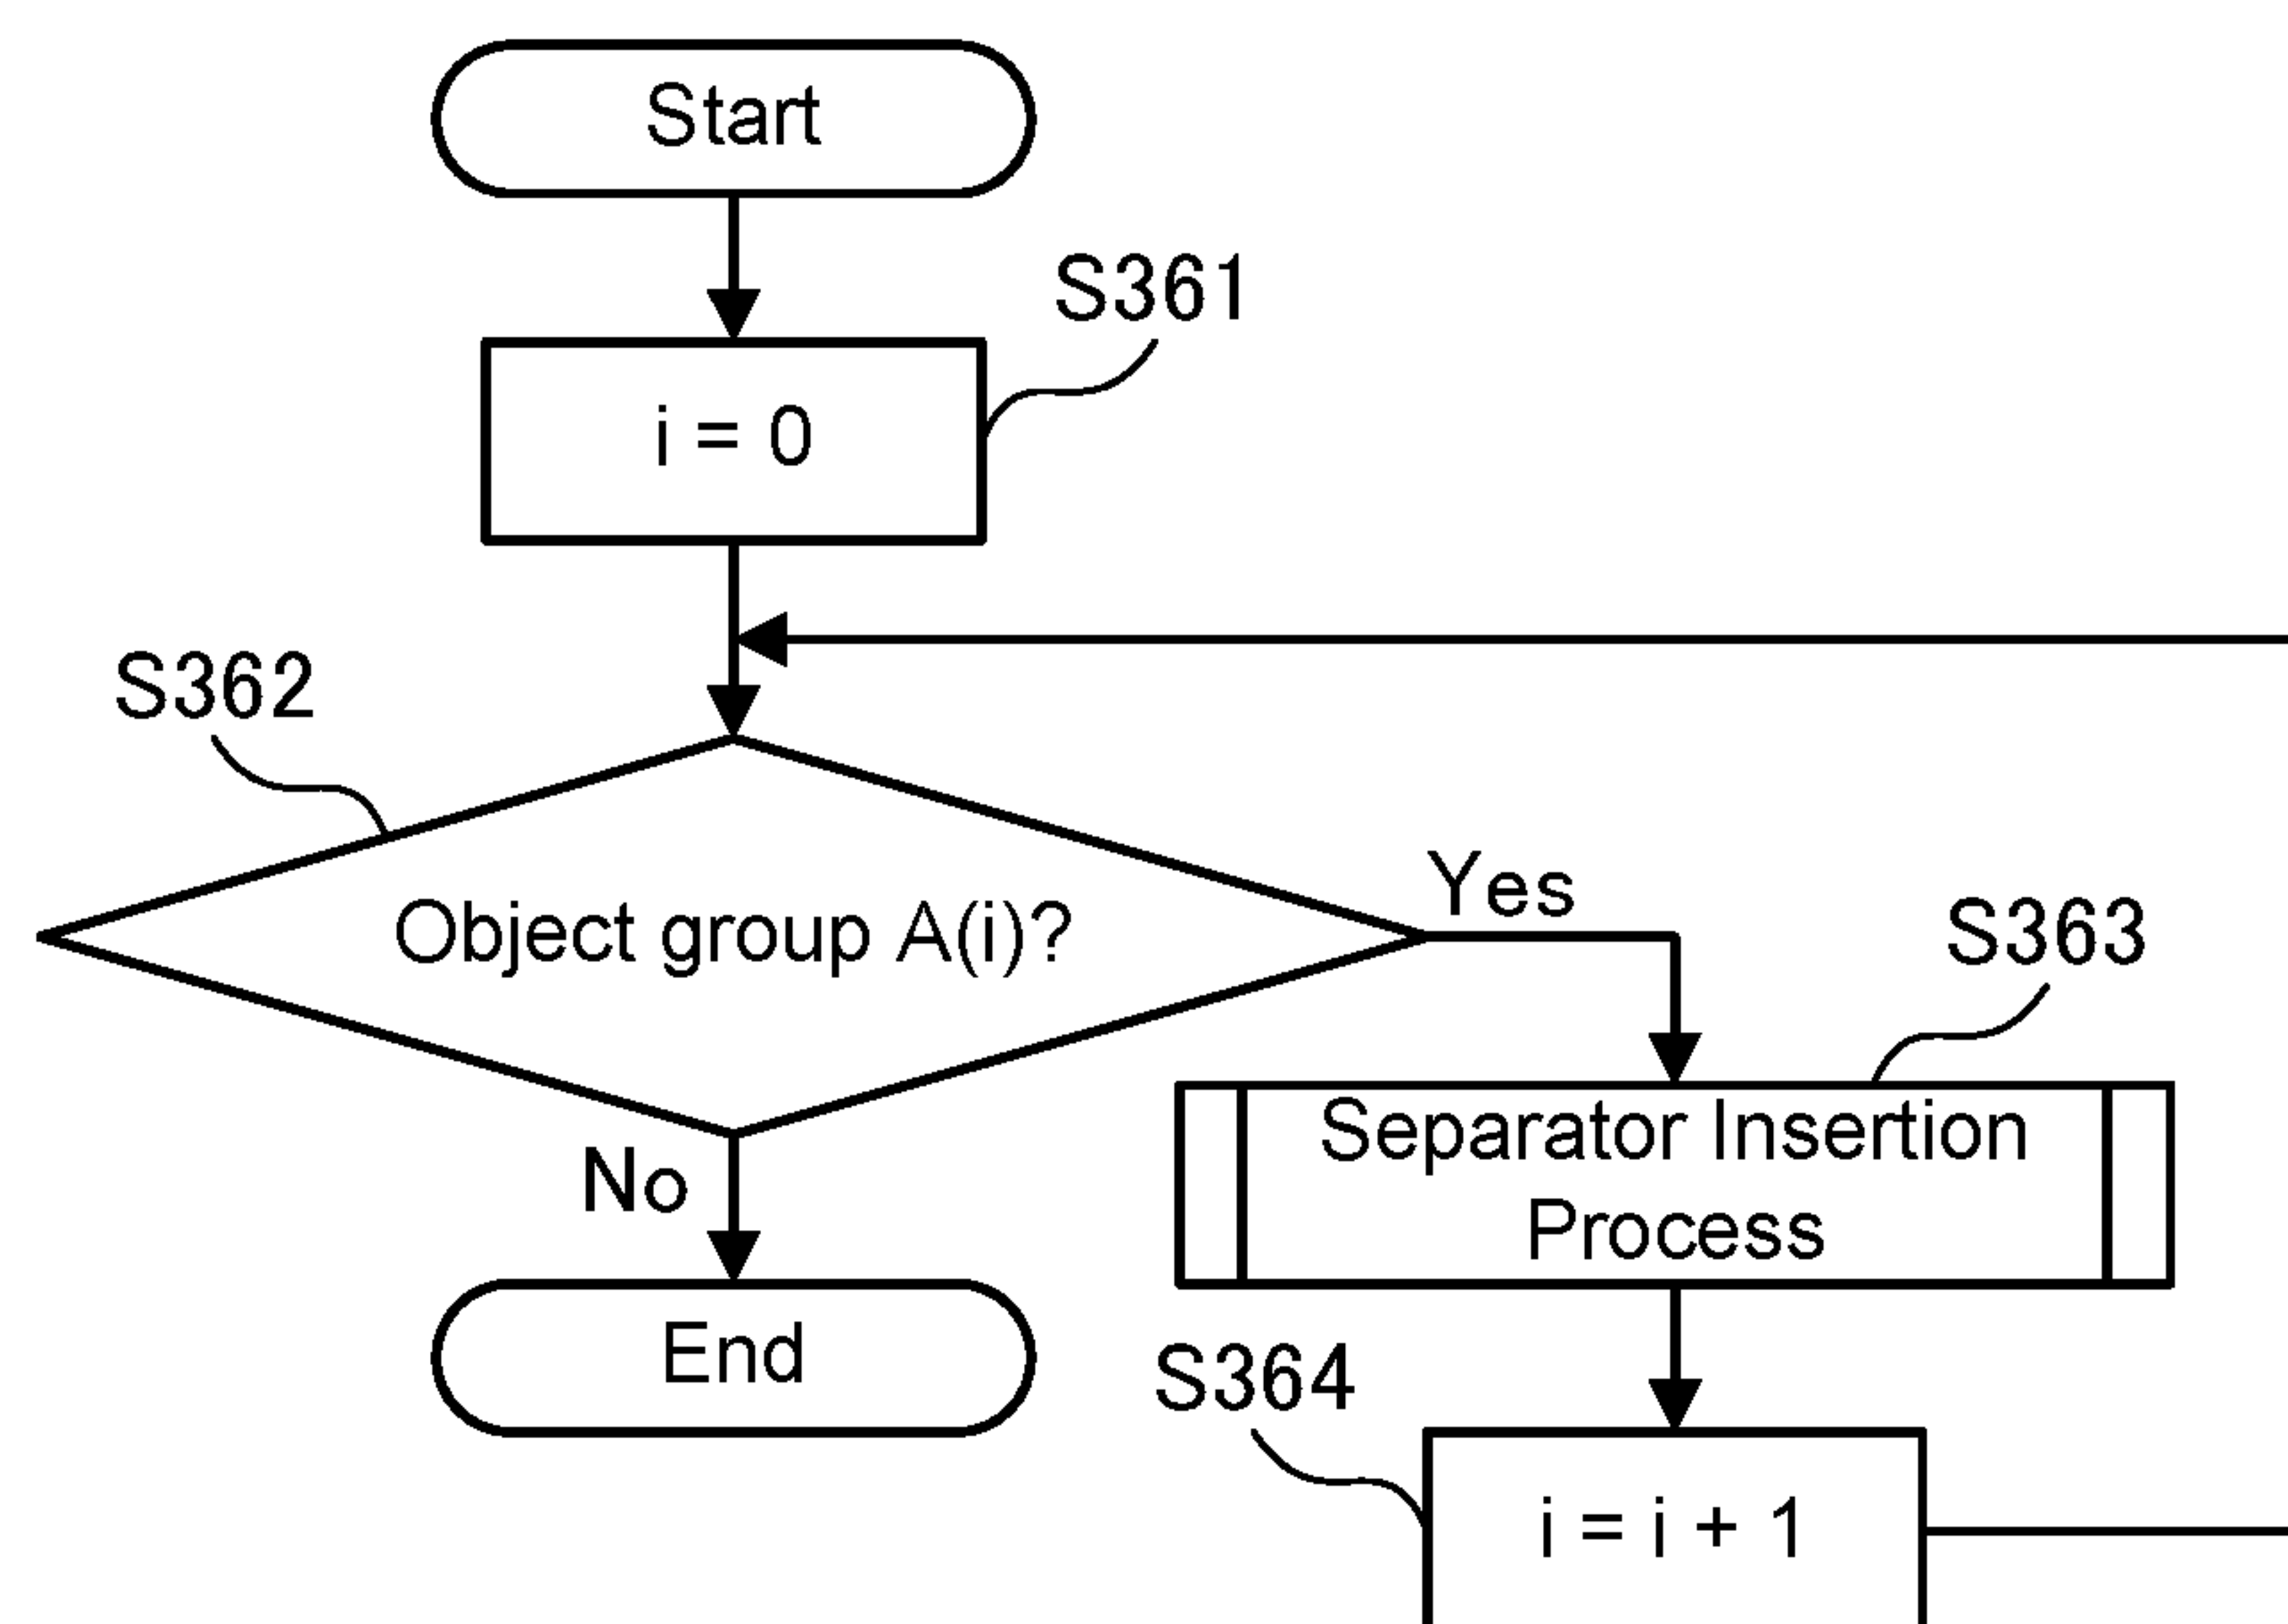 Start
S361
i = 0
S362
Object group A(i)?
Yes
S363
Separator Insertion
Process
No
End
S364
i = i + 1